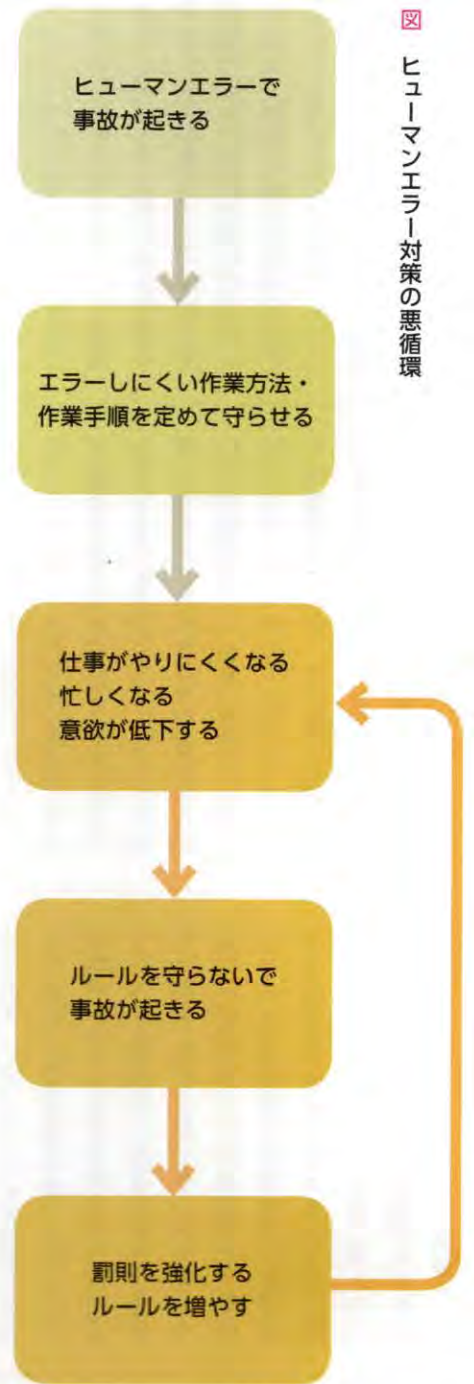 図 ヒューマンエラー対策の悪循環
ヒューマンエラーで
事故が起きる
エラーしにくい作業方法・
作業手順を定めて守らせる
仕事がやりにくくなる
忙しくなる
意欲が低下する
ルールを守らないで
事故が起きる
罰則を強化する
ルールを増やす